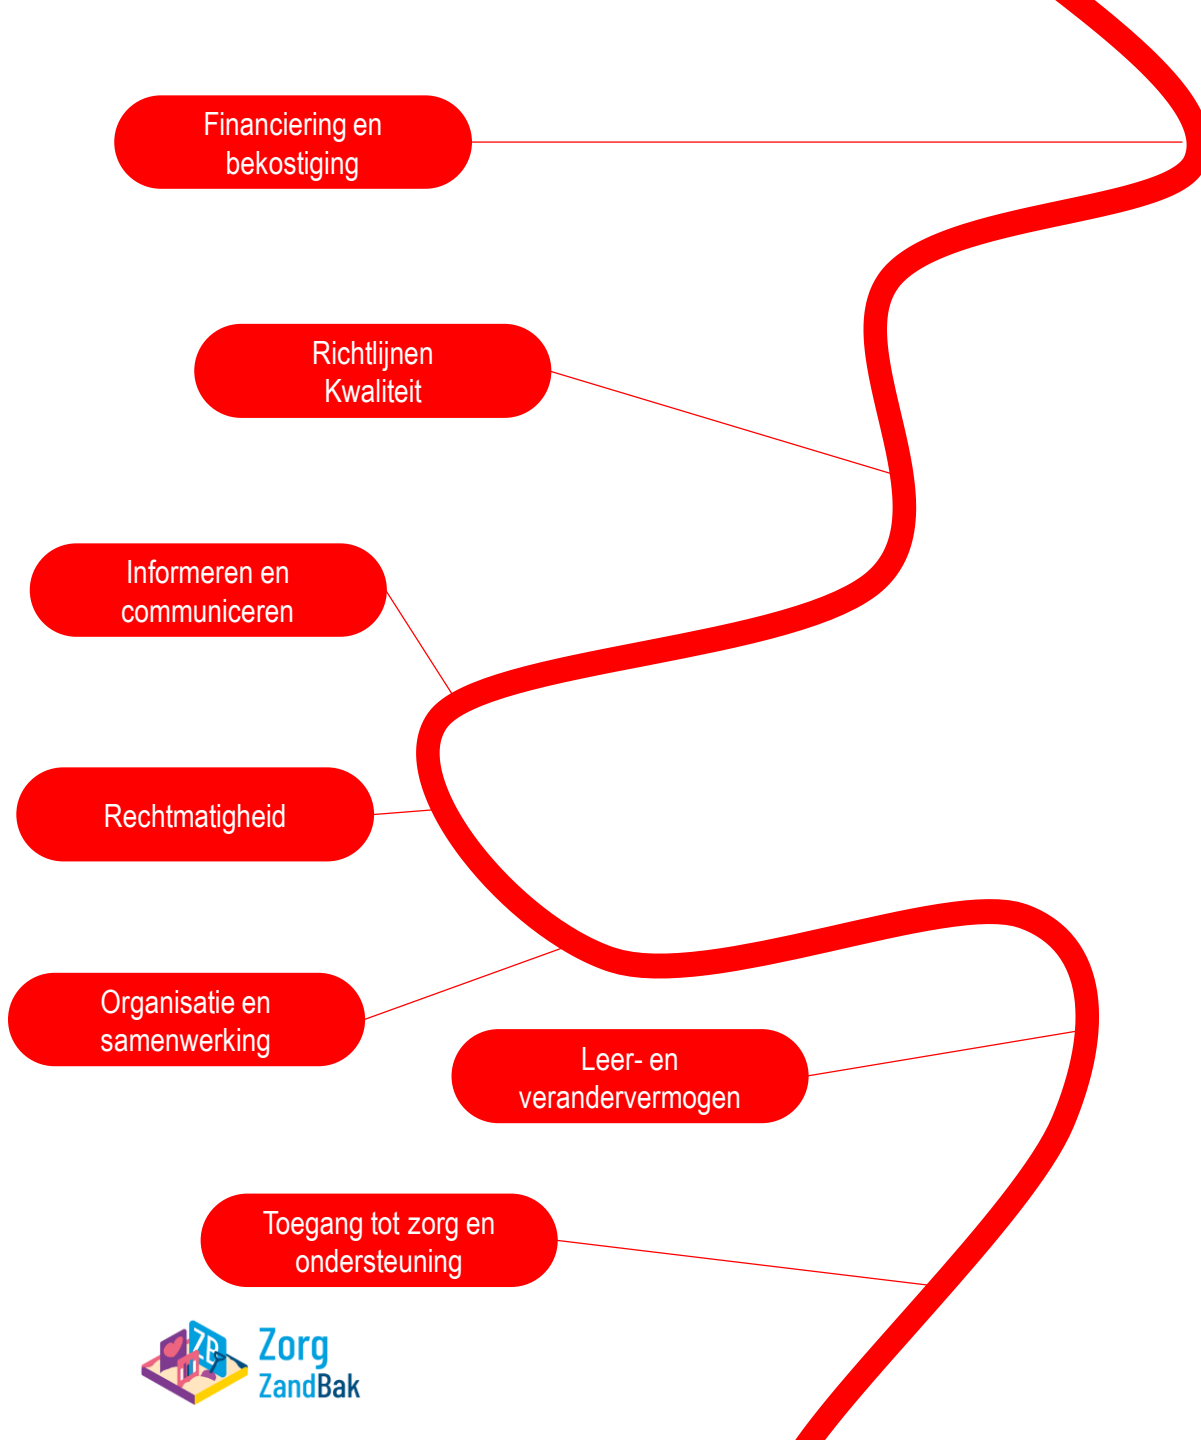 Financiering en
bekostiging
Richtlijnen
Kwaliteit
Informeren en
communiceren
Rechtmatigheid
Organisatie en
samenwerking
Leer- en
verandervermogen
Toegang tot zorg en
ondersteuning
ZB
Zorg
ZandBak